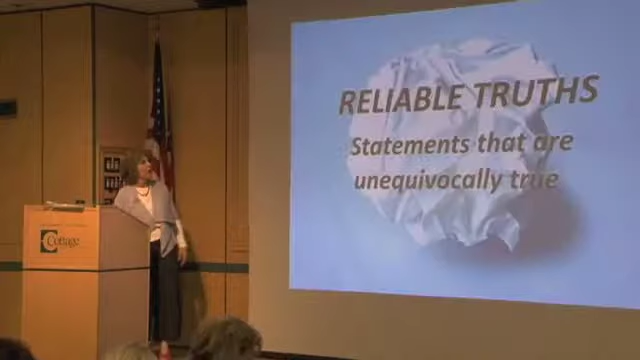 RELIABLE TRUTHS
Statements that are
unequivocally true
Cottage